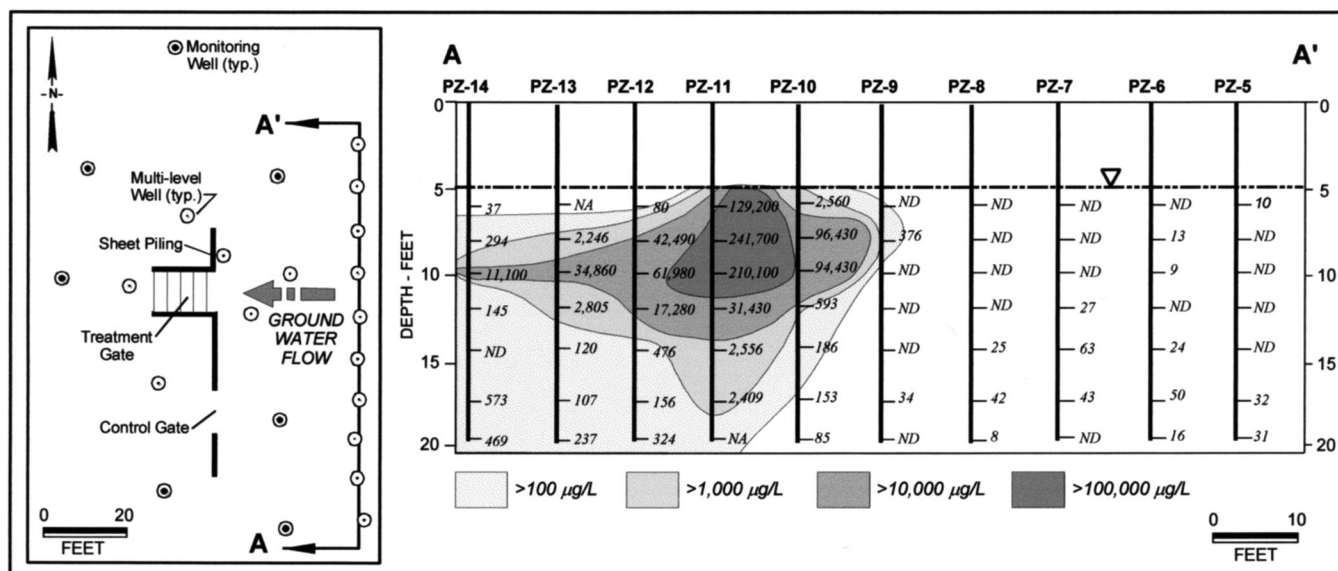 Monitoring
Well (typ.)
-N-
A'
Multi-level
Well (typ.)
Sheet Piling
GROUND
WATER
FLOW
Treatment
Gate
Control Gate
0 20
FEET
A
A A'
PZ-14 PZ-13 PZ-12 PZ-11 PZ-10 PZ-9 PZ-8 PZ-7 PZ-6 PZ-5
DEPTH - FEET
0 0
5 5
37 NA 80 129,200 2,560 ND ND ND ND 10
294 2,246 42,490 241,700 96,430 376 ND ND 13 ND
10 11,100 34,860 61,980 210,100 94,430 ND ND ND 9 ND 10
145 2,805 17,280 31,430 593 ND ND 27 ND ND
ND 120 476 2,556 186 ND 25 63 24 ND
15 15
573 107 156 2,409 153 34 42 43 50 32
20 469 237 324 NA 85 ND 8 ND 16 31 20
>100 µg/L >1,000 µg/L >10,000 µg/L >100,000 µg/L
0 10
FEET